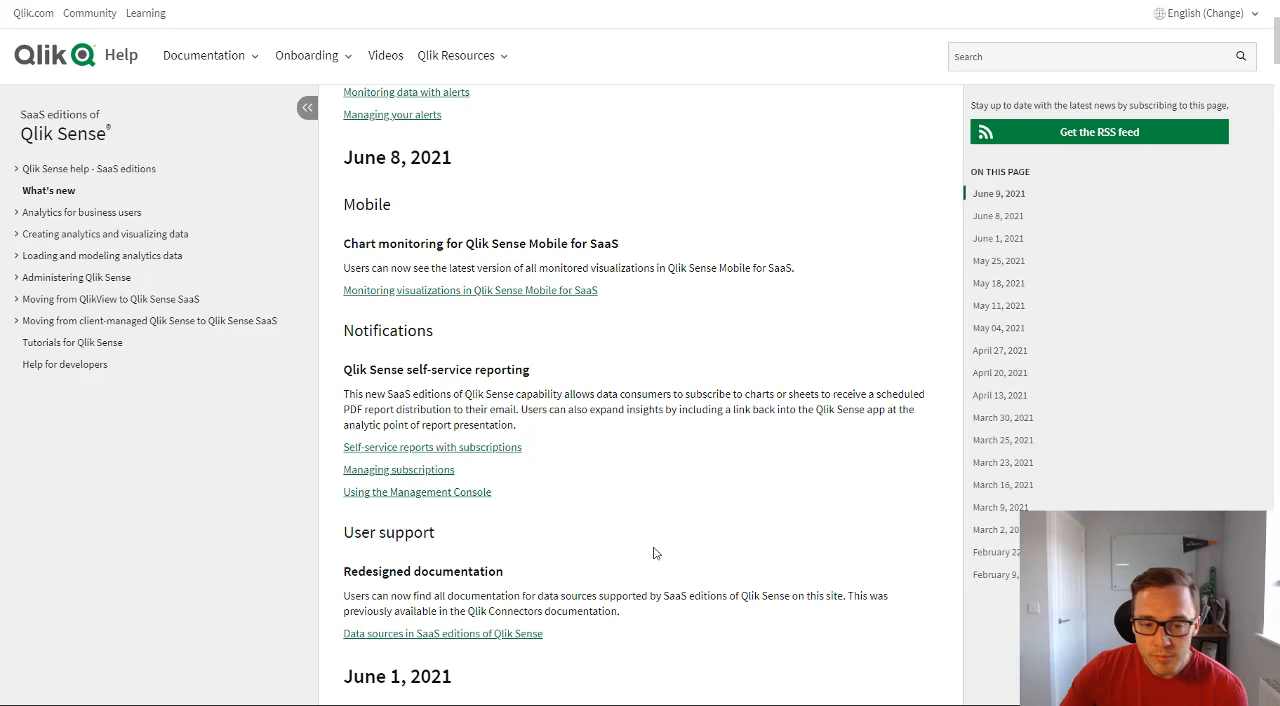 Qlik.com Community Learning
English (Change)
Qlik Help
Documentation Onboarding Videos Qlik Resources
Search
SaaS editions of
Qlik Sense®
Qlik Sense help - SaaS editions
What's new
Analytics for business users
Creating analytics and visualizing data
Loading and modeling analytics data
Administering Qlik Sense
Moving from QlikView to Qlik Sense SaaS
Moving from client-managed Qlik Sense to Qlik Sense SaaS
Tutorials for Qlik Sense
Help for developers
Monitoring data with alerts
Managing your alerts
June 8, 2021
Mobile
Chart monitoring for Qlik Sense Mobile for SaaS
Users can now see the latest version of all monitored visualizations in Qlik Sense Mobile for SaaS.
Monitoring visualizations in Qlik Sense Mobile for SaaS
Notifications
Qlik Sense self-service reporting
This new SaaS editions of Qlik Sense capability allows data consumers to subscribe to charts or sheets to receive a scheduled
PDF report distribution to their email. Users can also expand insights by including a link back into the Qlik Sense app at the
analytic point of report presentation.
Self-service reports with subscriptions
Managing subscriptions
Using the Management Console
User support
Redesigned documentation
Users can now find all documentation for data sources supported by SaaS editions of Qlik Sense on this site. This was
previously available in the Qlik Connectors documentation.
Data sources in SaaS editions of Qlik Sense
June 1, 2021
Stay up to date with the latest news by subscribing to this page.
Get the RSS feed
ON THIS PAGE
June 9, 2021
June 8, 2021
June 1, 2021
May 25, 2021
May 18, 2021
May 11, 2021
May 04, 2021
April 27, 2021
April 20, 2021
April 13, 2021
March 30, 2021
March 25, 2021
March 23, 2021
March 16, 2021
March 9, 2021
March 2, 20
February 22
February 9,